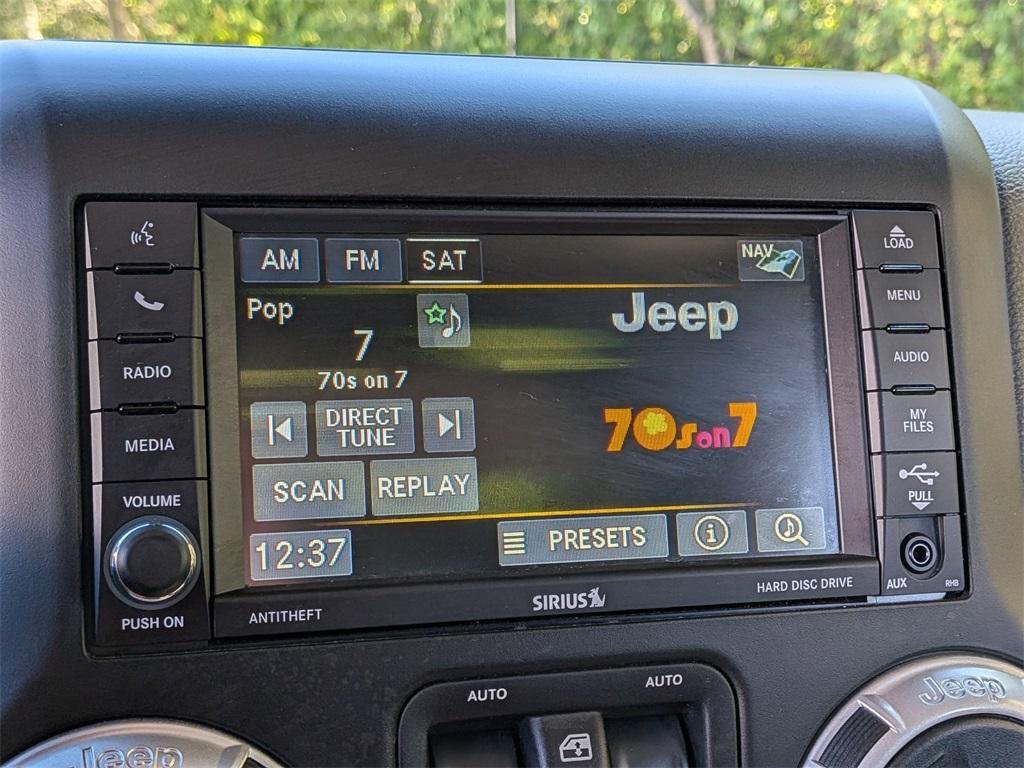 AM FM SAT NAV
Pop
7
70s on 7
Jeep
70s on 7
DIRECT
TUNE
SCAN REPLAY
12:37 PRESETS
RADIO
MEDIA
VOLUME
PUSH ON
LOAD
MENU
AUDIO
MY
FILES
PULL
AUX RHB
ANTITHEFT SIRIUS HARD DISC DRIVE
AUTO AUTO
Jeep Jeep